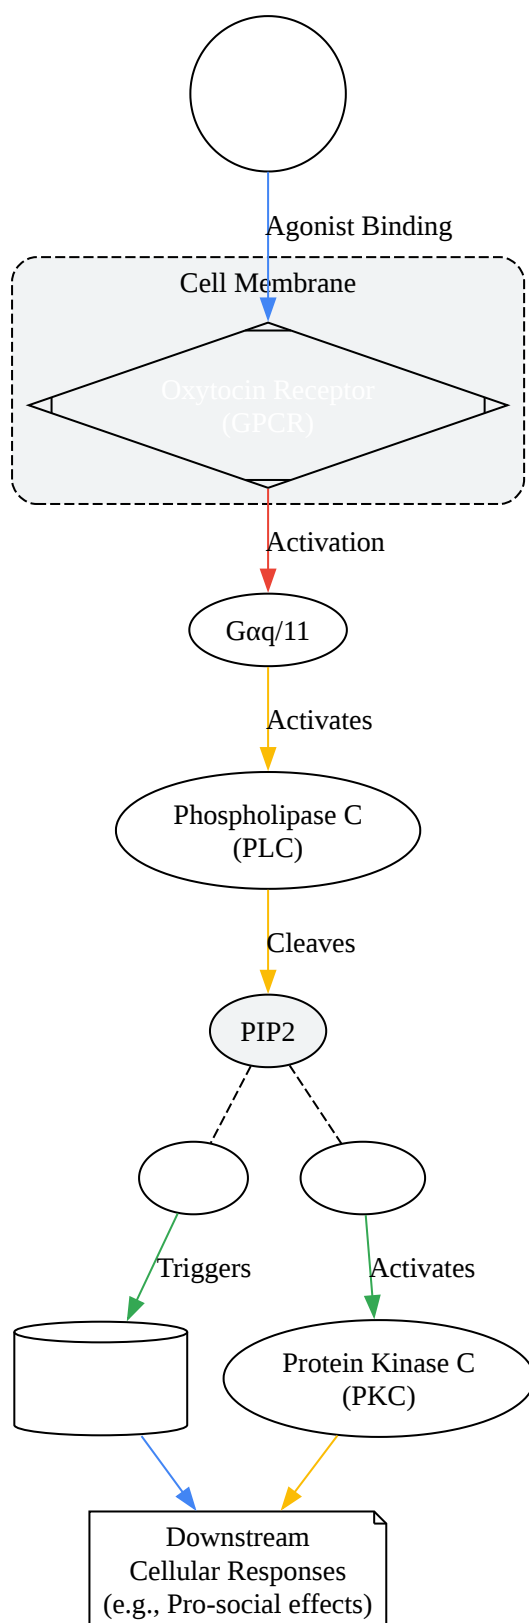 Agonist Binding
Cell Membrane
Oxytocin Receptor
(GPCR)
Activation
Gαq/11
Activates
Phospholipase C
(PLC)
Cleaves
PIP2
Triggers
Activates
Protein Kinase C
(PKC)
Downstream
Cellular Responses
(e.g., Pro-social effects)